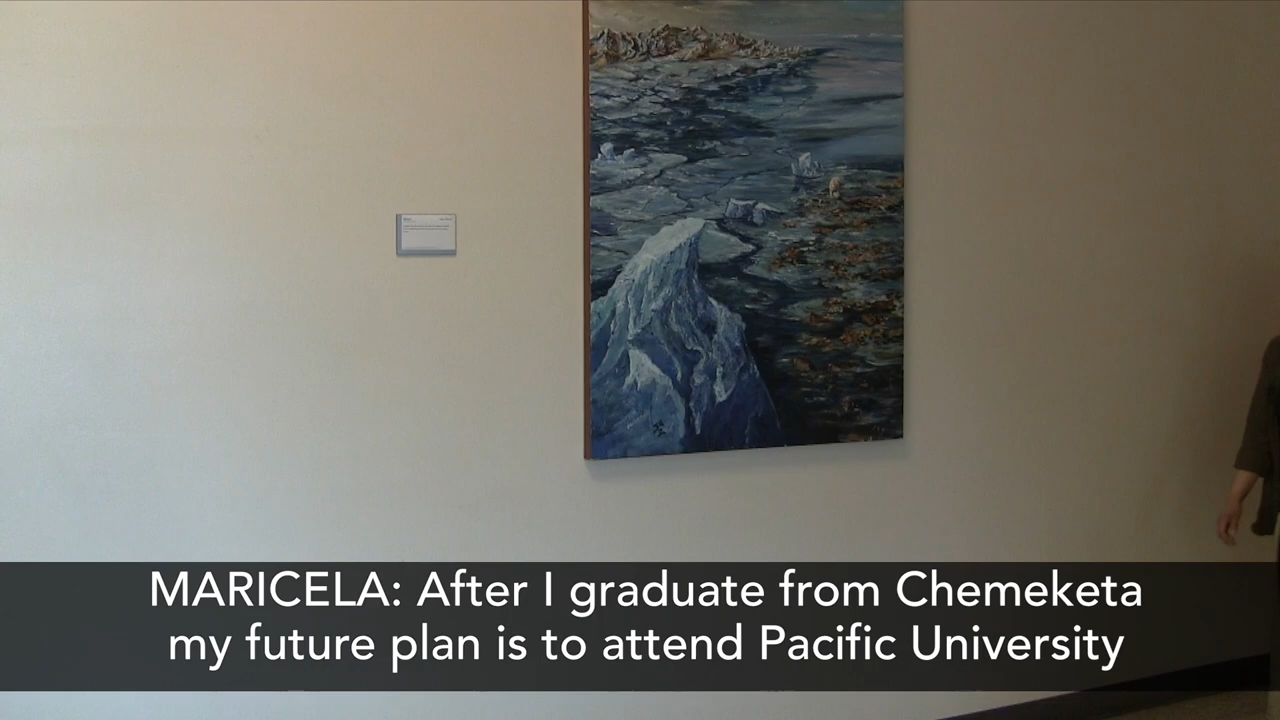 MARICELA: After I graduate from Chemeketa
my future plan is to attend Pacific University